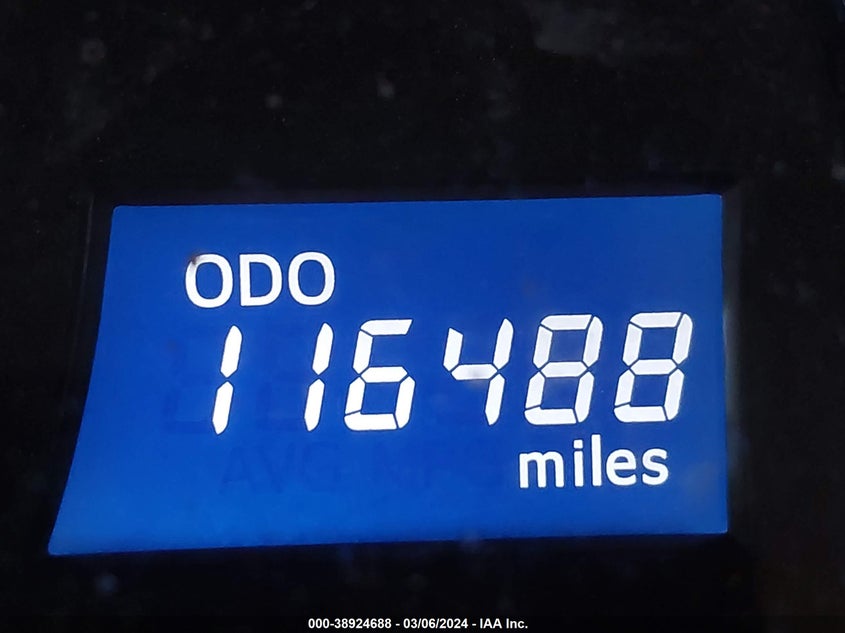 ODO
116488
miles
000-38924688 - 03/06/2024 - IAA Inc.